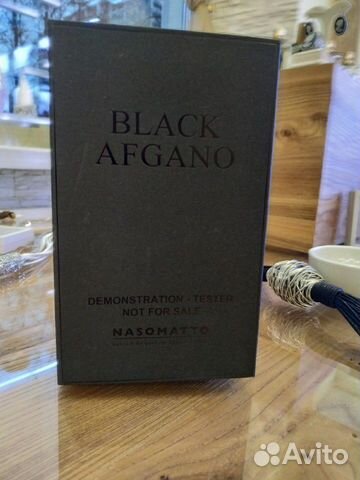 BLACK
AFGANO
DEMONSTRATION - TESTER
NOT FOR SALE
NASOMATTO
Avito